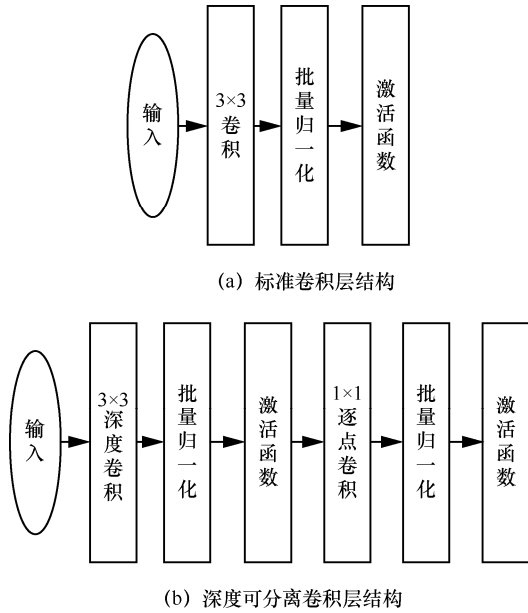 输入
3×3卷积
批量归一化
激活函数
(a) 标准卷积层结构
输入
3×3深度卷积
批量归一化
激活函数
1×1逐点卷积
批量归一化
激活函数
(b) 深度可分离卷积层结构